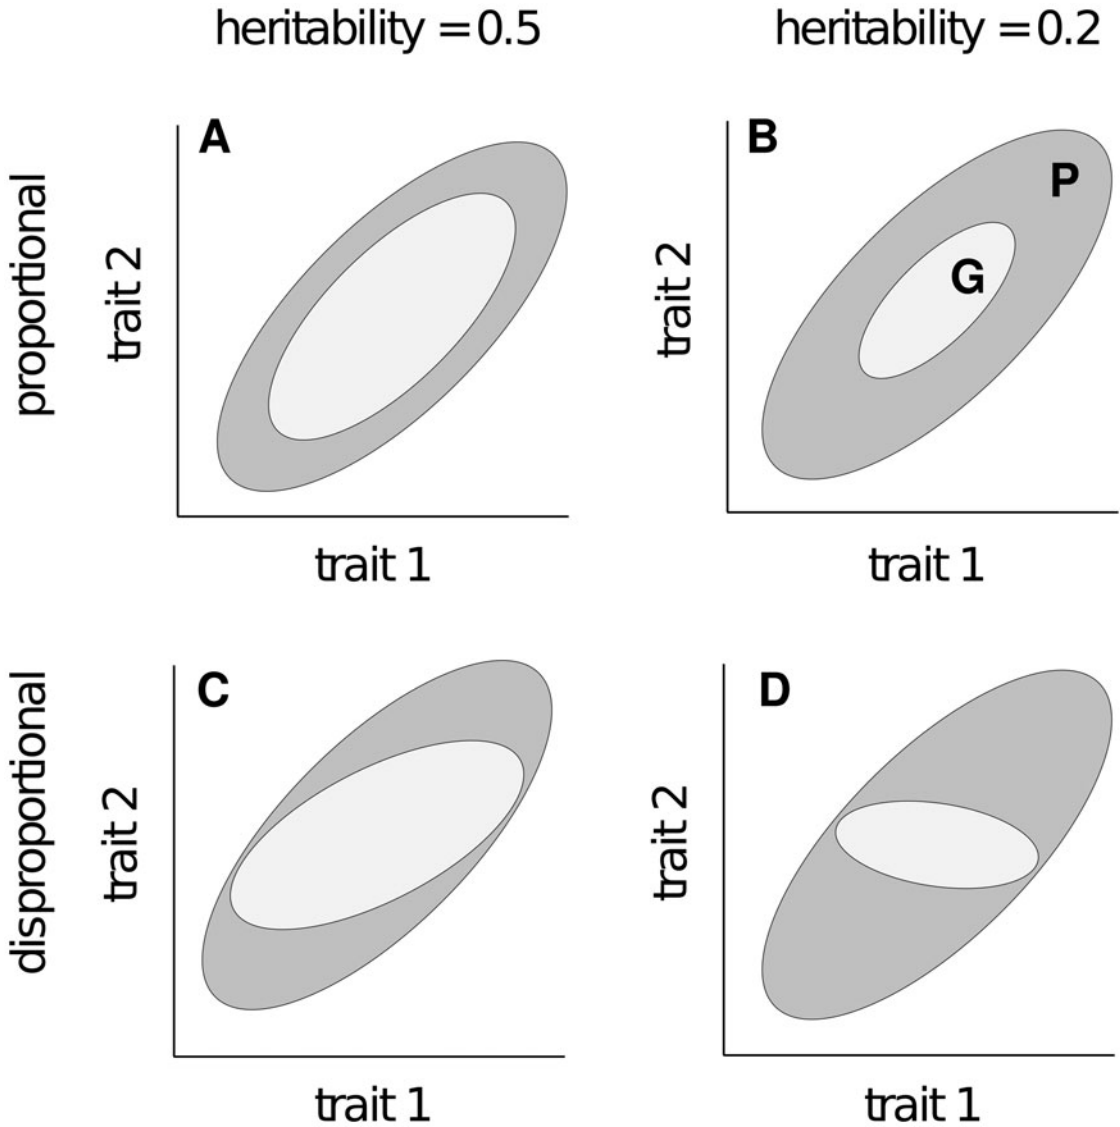 heritability = 0.5
heritability = 0.2
proportional
A
trait 2
trait 1
B
P
G
trait 2
trait 1
disproportional
C
trait 2
trait 1
D
trait 2
trait 1